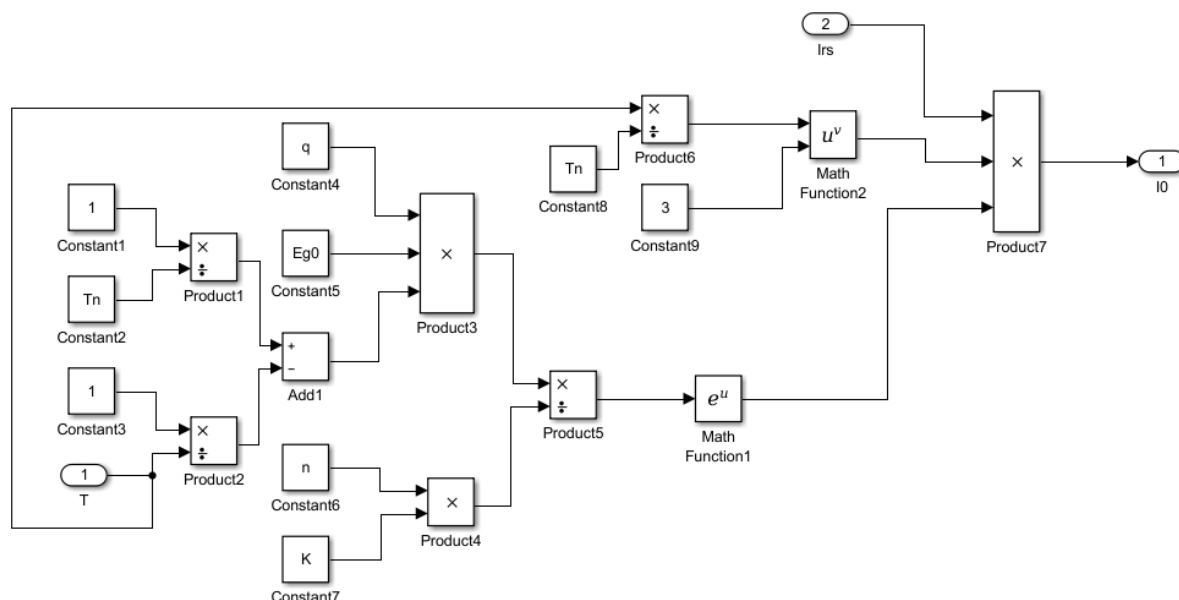 2
Irs
×
÷
Product6
u^v
Math
Function2
Tn
Constant8
3
Constant9
×
Product7
1
I0
q
Constant4
1
Constant1
×
÷
Product1
Tn
Constant2
Eg0
Constant5
×
Product3
+
−
Add1
1
Constant3
×
÷
Product2
1
T
×
÷
Product5
e^u
Math
Function1
n
Constant6
×
Product4
K
Constant7